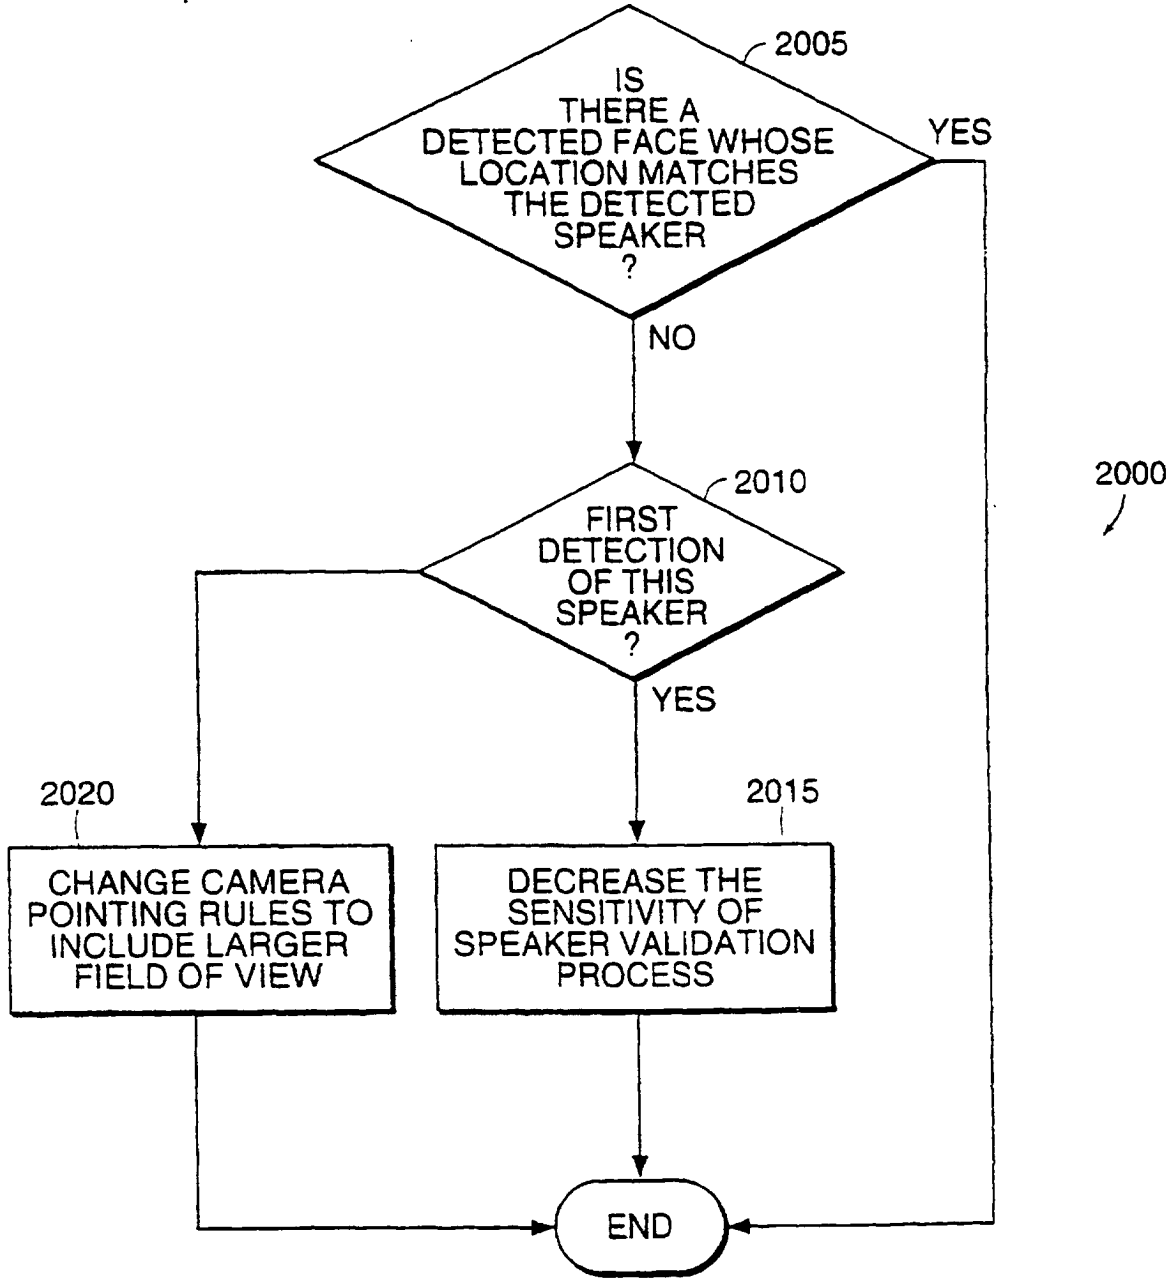 2005
IS
THERE A
DETECTED FACE WHOSE
LOCATION MATCHES
THE DETECTED
SPEAKER
?
YES
NO
2000
2010
FIRST
DETECTION
OF THIS
SPEAKER
?
YES
2020
CHANGE CAMERA
POINTING RULES TO
INCLUDE LARGER
FIELD OF VIEW
2015
DECREASE THE
SENSITIVITY OF
SPEAKER VALIDATION
PROCESS
END